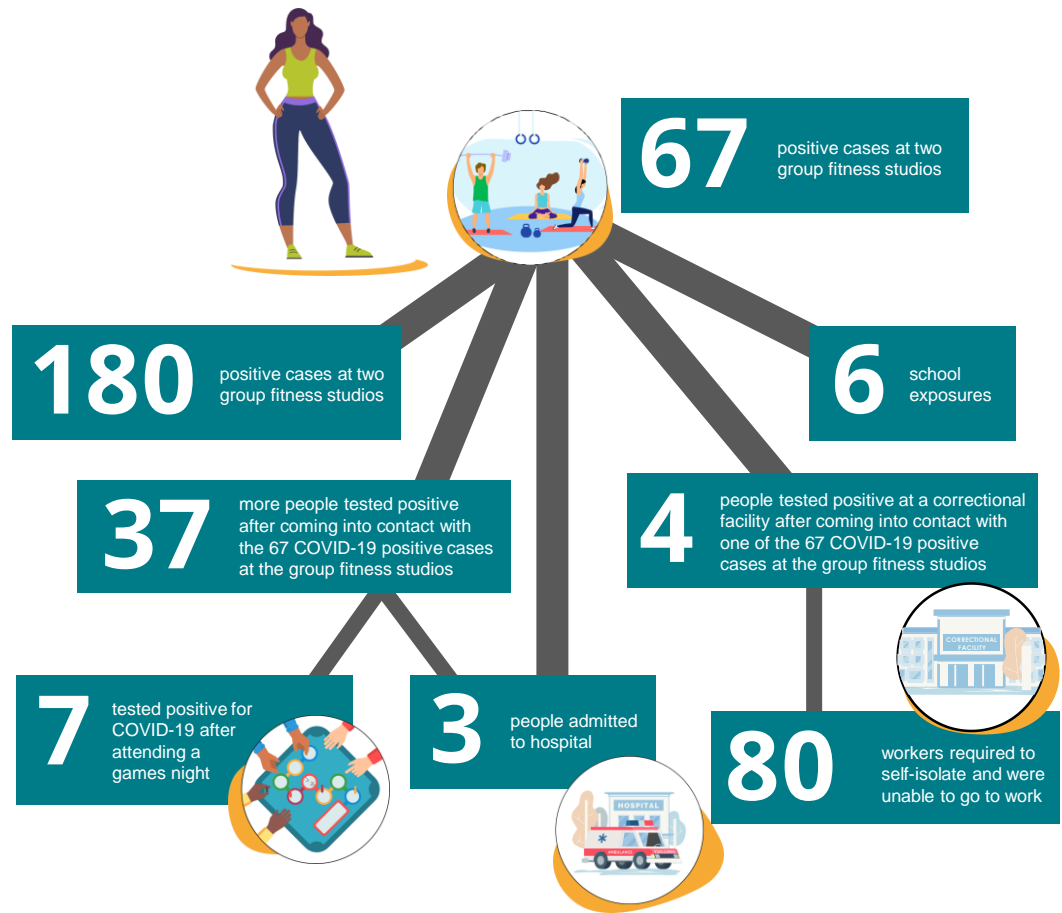 67
positive cases at two
group fitness studios
180
positive cases at two
group fitness studios
6
school
exposures
37
more people tested positive
after coming into contact with
the 67 COVID-19 positive cases
at the group fitness studios
4
people tested positive at a correctional
facility after coming into contact with
one of the 67 COVID-19 positive
cases at the group fitness studios
CORRECTIONAL
FACILITY
7
tested positive for
COVID-19 after
attending a
games night
3
people admitted
to hospital
HOSPITAL
AMBULANCE
80
workers required to
self-isolate and were
unable to go to work